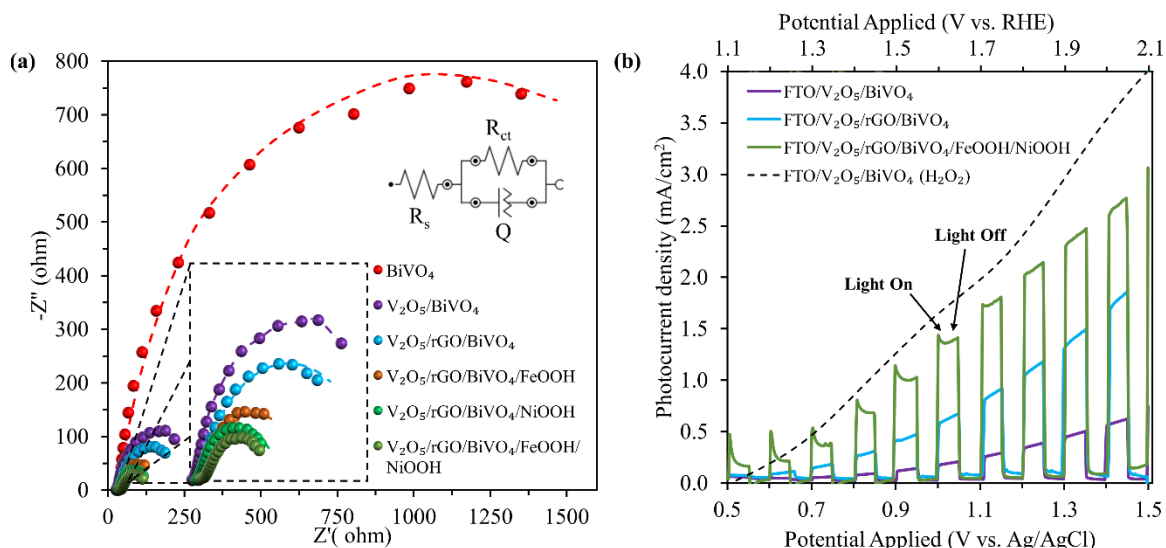 (a)
800
700
600
500
400
300
200
100
0
-Z″ (ohm)
0
250
500
750
1000
1250
1500
Z′( ohm)
Rₛ
R꜀ₜ
Q
BiVO₄
V₂O₅/BiVO₄
V₂O₅/rGO/BiVO₄
V₂O₅/rGO/BiVO₄/FeOOH
V₂O₅/rGO/BiVO₄/NiOOH
V₂O₅/rGO/BiVO₄/FeOOH/
NiOOH
(b)
Potential Applied (V vs. RHE)
1.1
1.3
1.5
1.7
1.9
2.1
4.0
3.5
3.0
2.5
2.0
1.5
1.0
0.5
0.0
Photocurrent density (mA/cm²)
FTO/V₂O₅/BiVO₄
FTO/V₂O₅/rGO/BiVO₄
FTO/V₂O₅/rGO/BiVO₄/FeOOH/NiOOH
FTO/V₂O₅/BiVO₄ (H₂O₂)
Light Off
Light On
0.5
0.7
0.9
1.1
1.3
1.5
Potential Applied (V vs. Ag/AgCl)